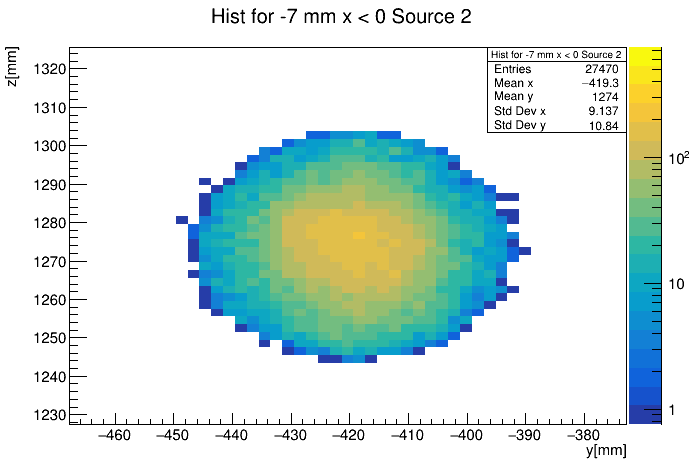 Hist for -7 mm x < 0 Source 2
z[mm]
Hist for -7 mm x < 0 Source 2
Entries 27470
Mean x −419.3
Mean y 1274
Std Dev x 9.137
Std Dev y 10.84
1320
1310
1300
1290
1280
1270
1260
1250
1240
1230
10²
10
1
−460 −450 −440 −430 −420 −410 −400 −390 −380
y[mm]